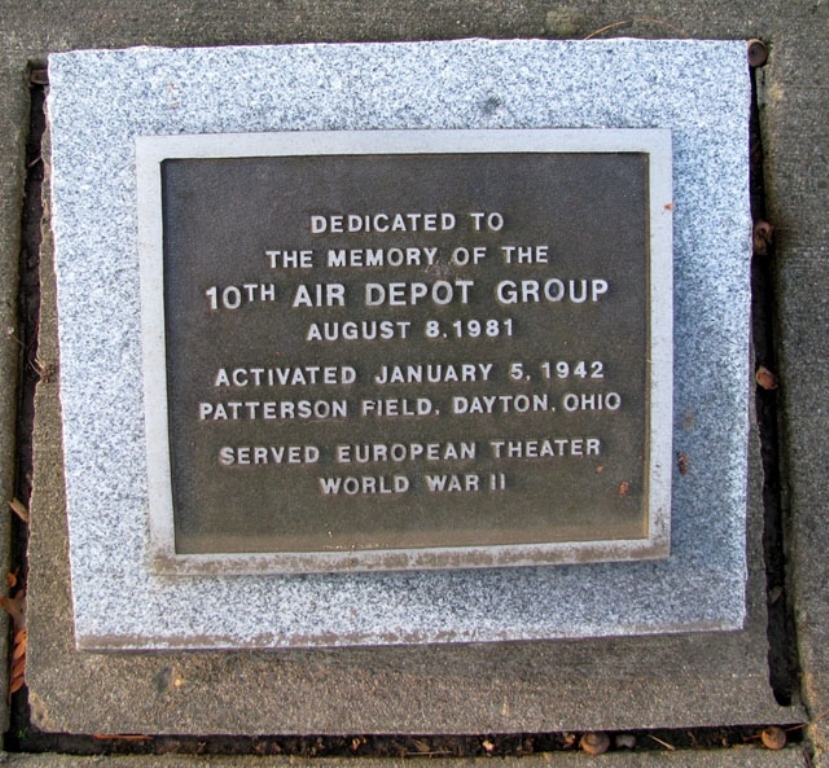 DEDICATED TO
THE MEMORY OF THE
10TH AIR DEPOT GROUP
AUGUST 8, 1981
ACTIVATED JANUARY 5, 1942
PATTERSON FIELD, DAYTON, OHIO
SERVED EUROPEAN THEATER
WORLD WAR II